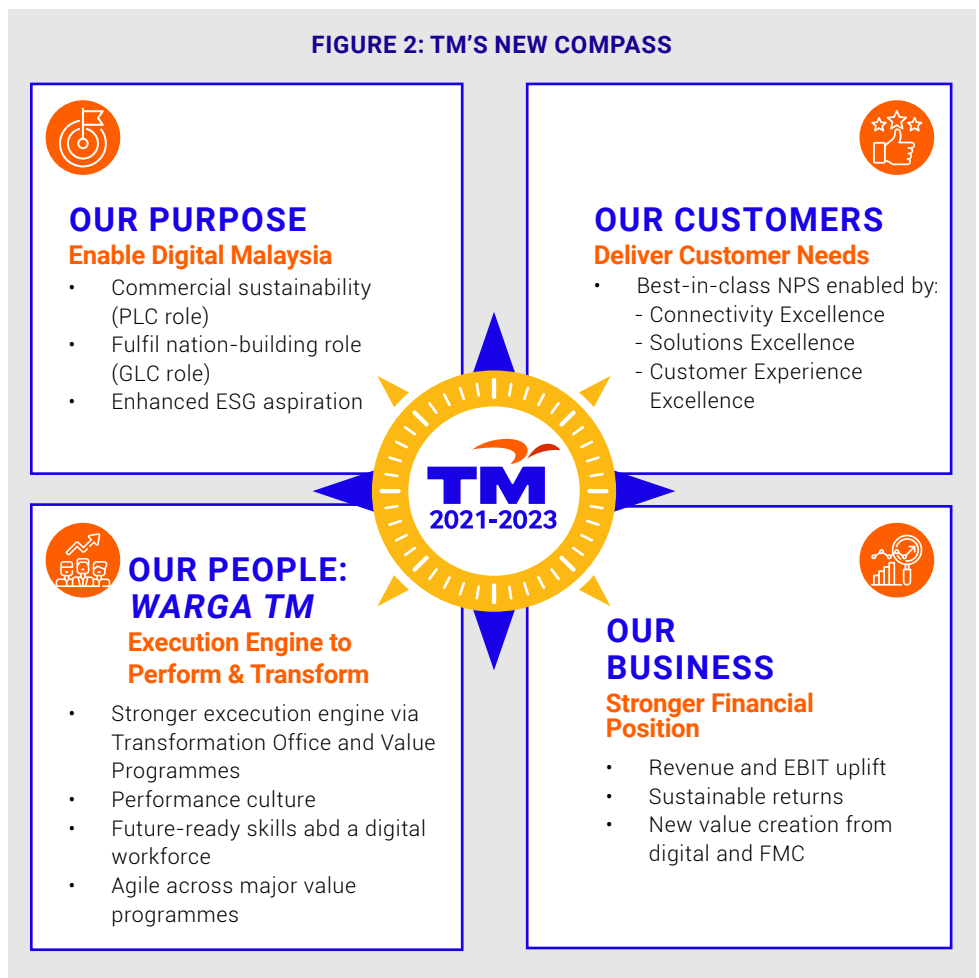 FIGURE 2: TM'S NEW COMPASS
OUR PURPOSE
Enable Digital Malaysia
• Commercial sustainability
(PLC role)
• Fulfil nation-building role
(GLC role)
• Enhanced ESG aspiration
OUR CUSTOMERS
Deliver Customer Needs
• Best-in-class NPS enabled by:
- Connectivity Excellence
- Solutions Excellence
- Customer Experience
Excellence
TM
2021-2023
OUR PEOPLE:
WARGA TM
Execution Engine to
Perform & Transform
• Stronger excecution engine via
Transformation Office and Value
Programmes
• Performance culture
• Future-ready skills abd a digital
workforce
• Agile across major value
programmes
OUR
BUSINESS
Stronger Financial
Position
• Revenue and EBIT uplift
• Sustainable returns
• New value creation from
digital and FMC